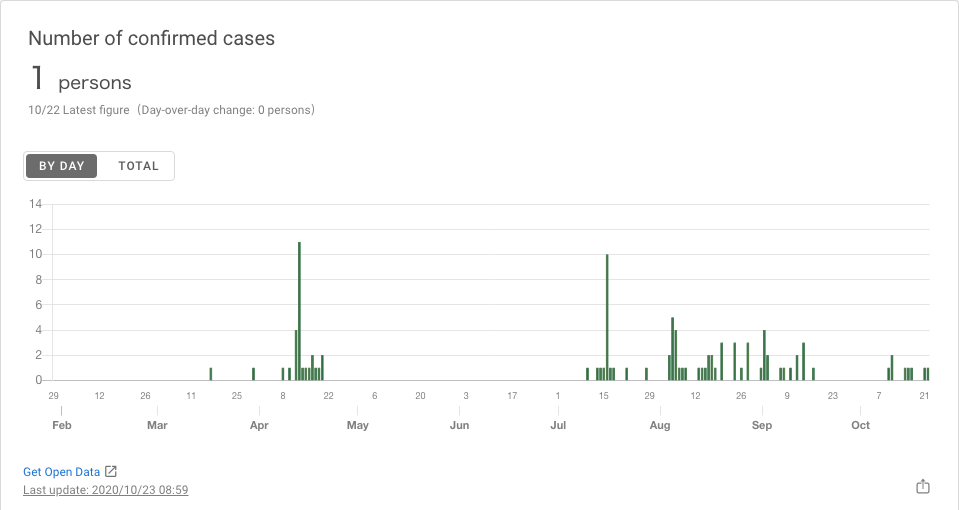 Number of confirmed cases
1 persons
10/22 Latest figure (Day-over-day change: 0 persons)
BY DAY TOTAL
14
12
10
8
6
4
2
0
29 12 26 11 25 8 22 6 20 3 17 1 15 29 12 26 9 23 7 21
Feb Mar Apr May Jun Jul Aug Sep Oct
Get Open Data
Last update: 2020/10/23 08:59